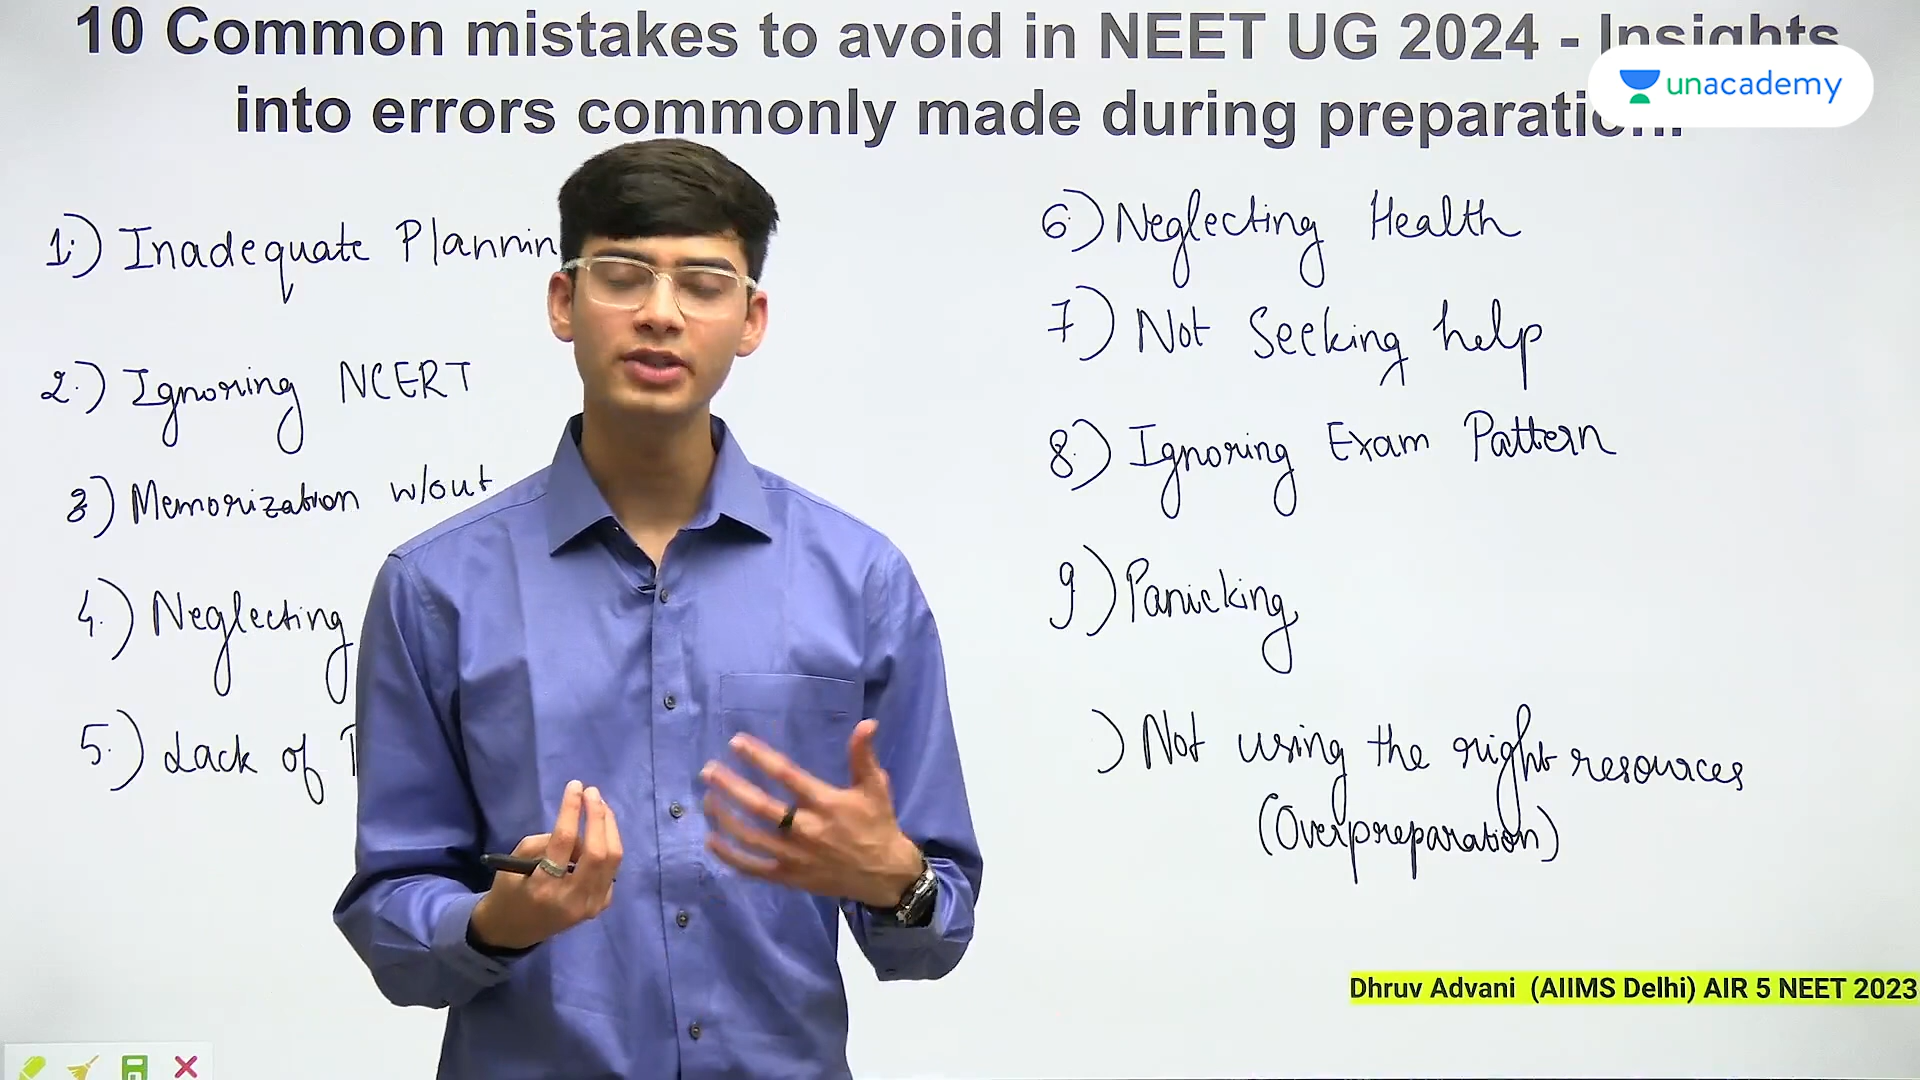 10 Common mistakes to avoid in NEET UG 2024 - Insights
into errors commonly made during preparation.
unacademy
1.) Inadequate Plannin
2.) Ignoring NCERT
3) Memorization w/out
4.) Neglecting
5.) Lack of
6.) Neglecting Health
7.) Not Seeking help
8.) Ignoring Exam Pattern
9) Panicking
) Not using the right resources
(Overpreparation)
Dhruv Advani (AIIMS Delhi) AIR 5 NEET 2023